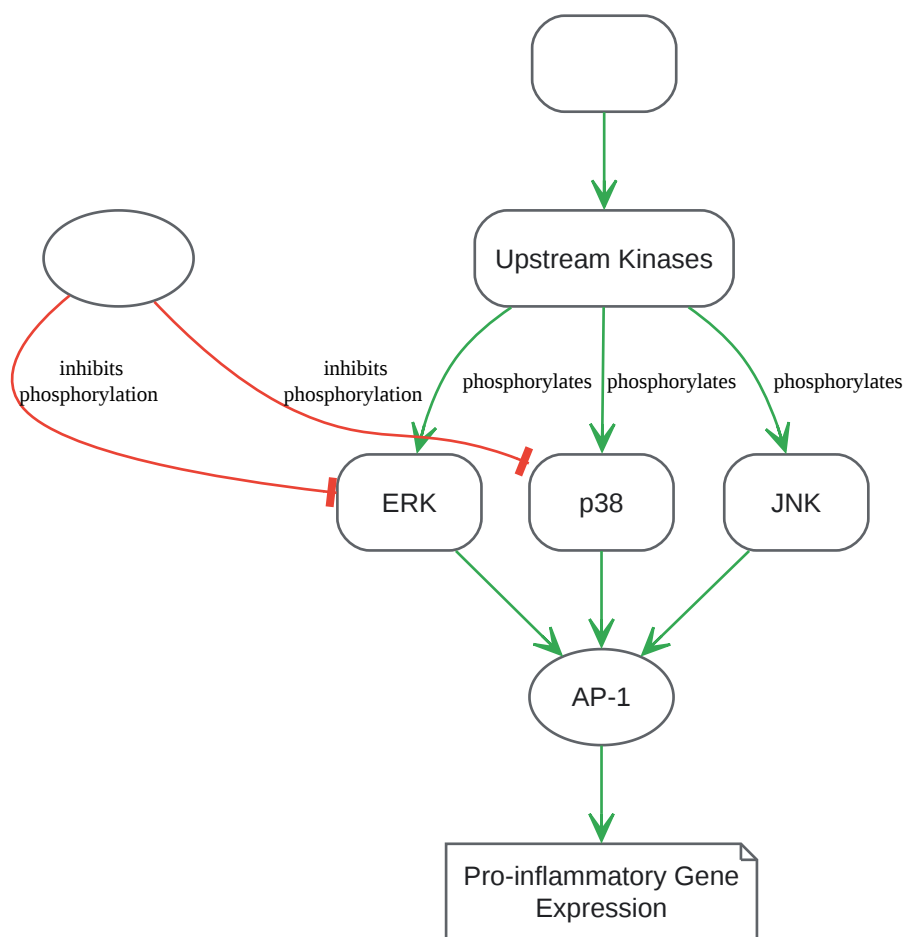 Upstream Kinases
inhibits
phosphorylation
inhibits
phosphorylation
phosphorylates
phosphorylates
phosphorylates
ERK
p38
JNK
AP-1
Pro-inflammatory Gene
Expression